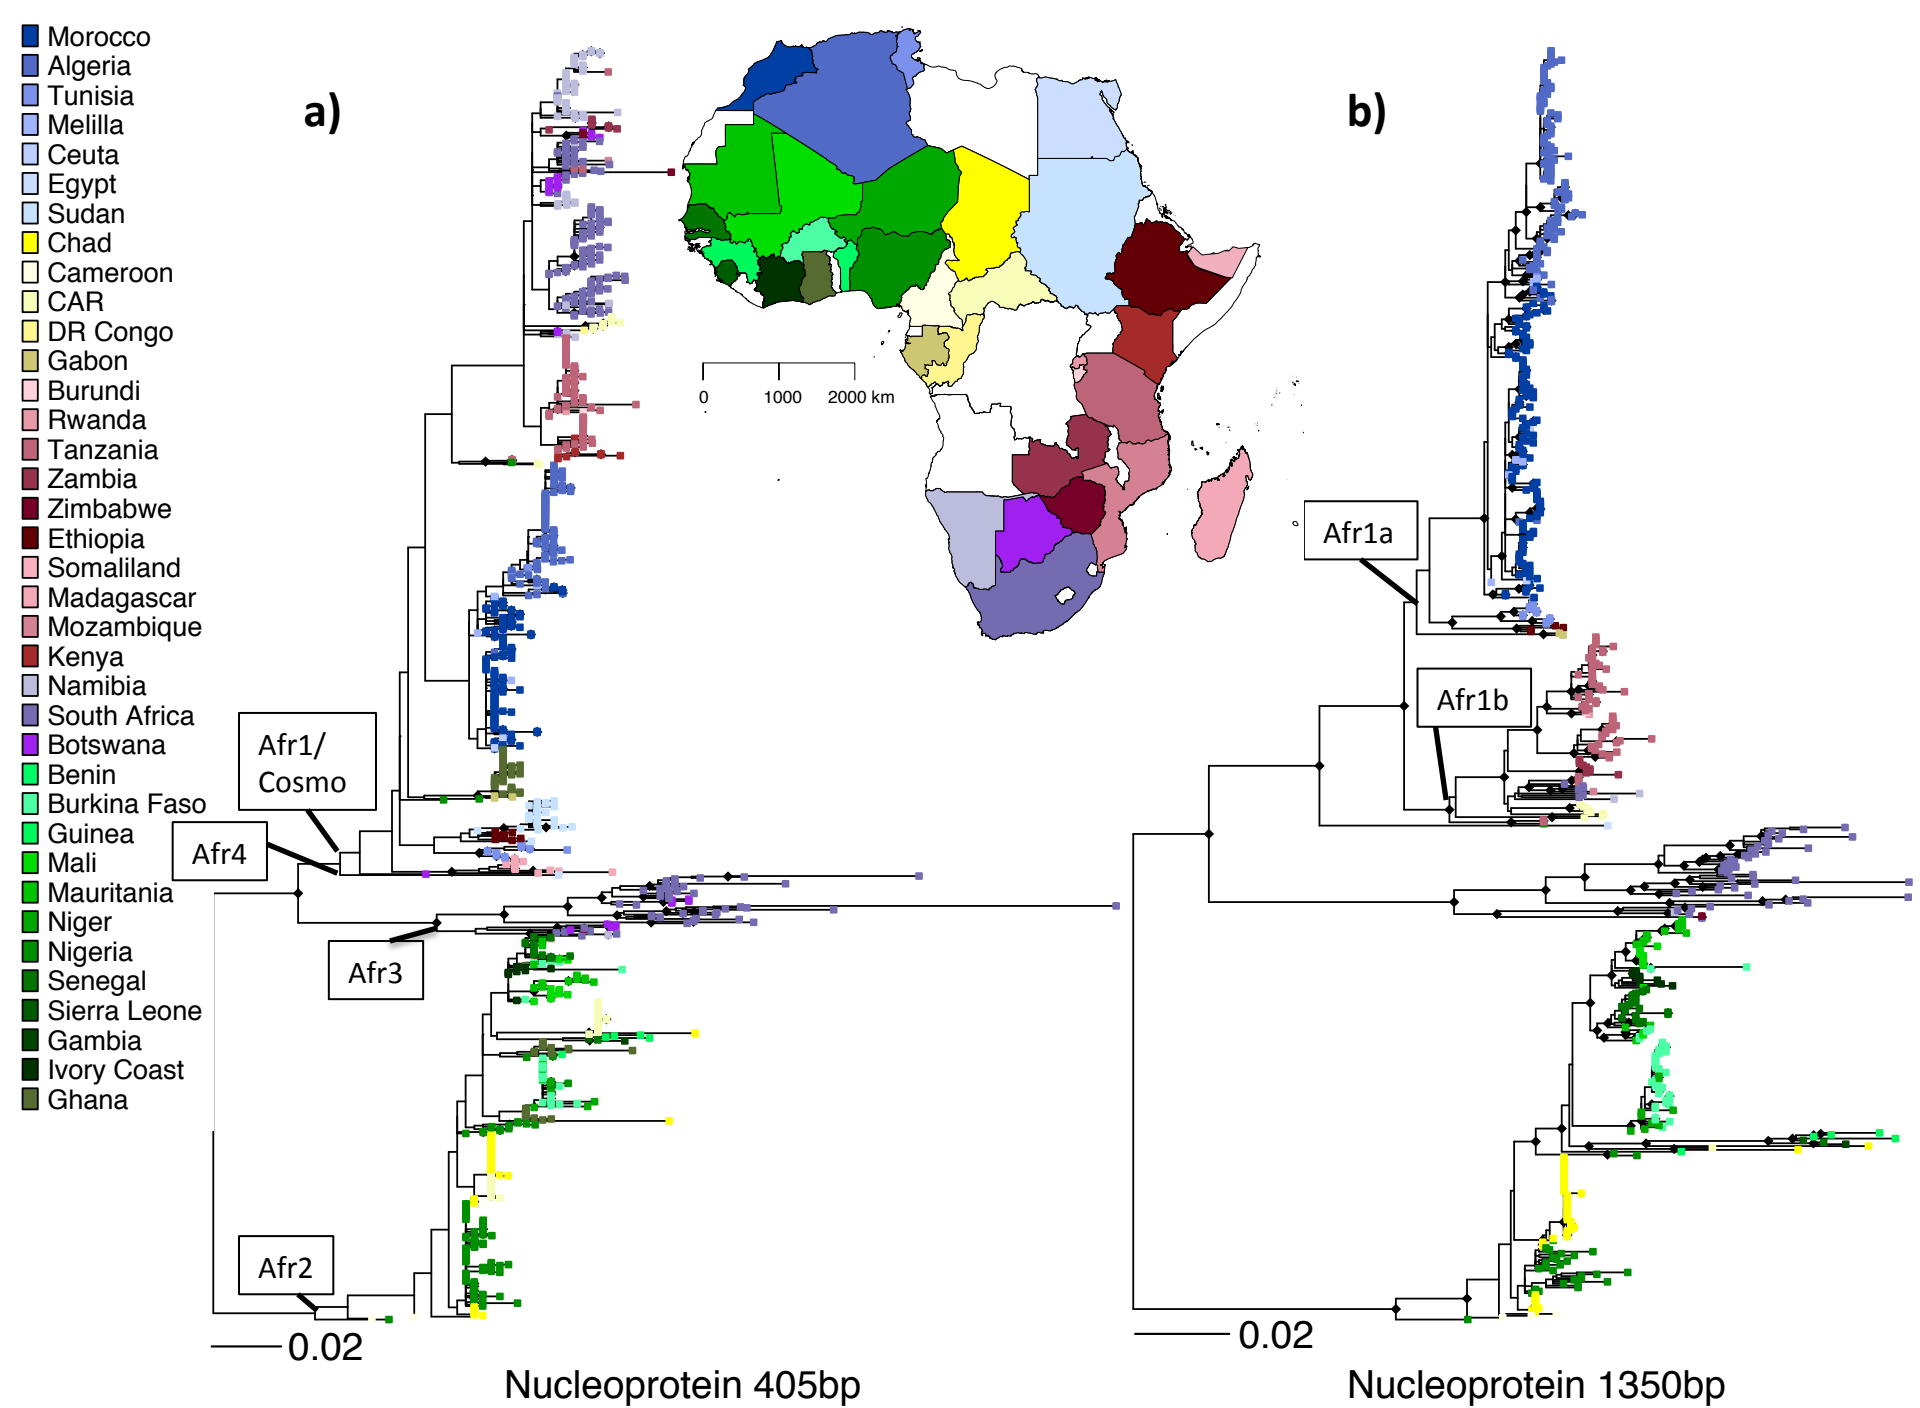 Morocco
Algeria
Tunisia
Melilla
Ceuta
Egypt
Sudan
Chad
Cameroon
CAR
DR Congo
Gabon
Burundi
Rwanda
Tanzania
Zambia
Zimbabwe
Ethiopia
Somaliland
Madagascar
Mozambique
Kenya
Namibia
South Africa
Botswana
Benin
Burkina Faso
Guinea
Mali
Mauritania
Niger
Nigeria
Senegal
Sierra Leone
Gambia
Ivory Coast
Ghana
a)
Afr1/
Cosmo
Afr4
Afr3
Afr2
0.02
Nucleoprotein 405bp
0 1000 2000 km
b)
Afr1a
Afr1b
0.02
Nucleoprotein 1350bp